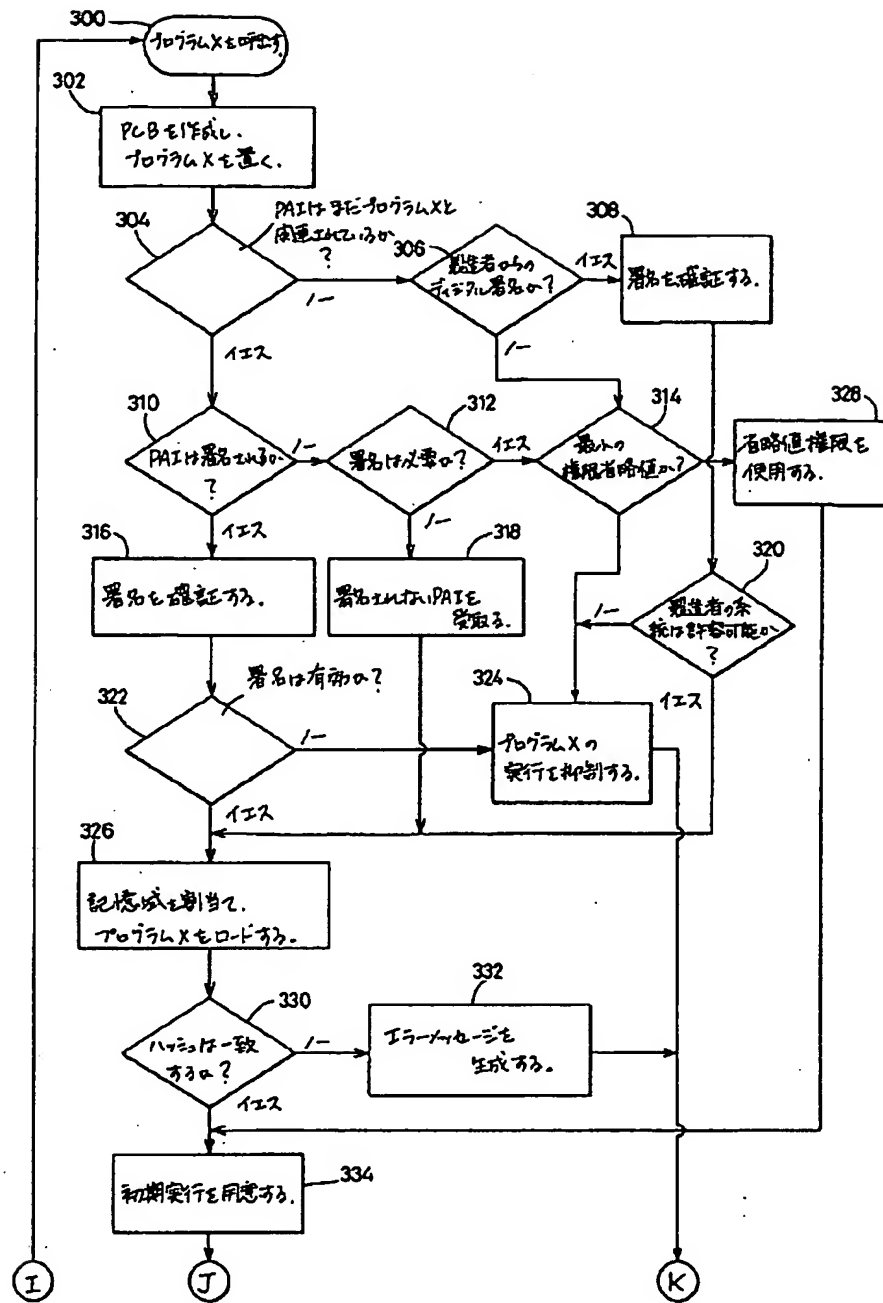 300
プログラムXを呼出す.
302
PCBを作成し、
プログラムXを置く.
304
PAIはまだプログラムXと
関連されているか
?
ノー
イエス
306
製造者からの
ディジタル署名か?
イエス
ノー
308
署名を確証する.
310
PAIは署名されるか
?
ノー
イエス
312
署名は必要か?
イエス
ノー
314
最小の
権限省略値か?
328
省略値権限を
使用する.
316
署名を確証する.
318
署名されないPAIを
受取る.
320
製造者の系
統は許容可能か
?
ノー
イエス
322
署名は有効か?
ノー
イエス
324
プログラムXの
実行を抑制する.
326
記憶域を割当て.
プログラムXをロードする.
330
ハッシュは一致
するか?
ノー
イエス
332
エラーメッセージを
生成する.
334
初期実行を用意する.
I
J
K